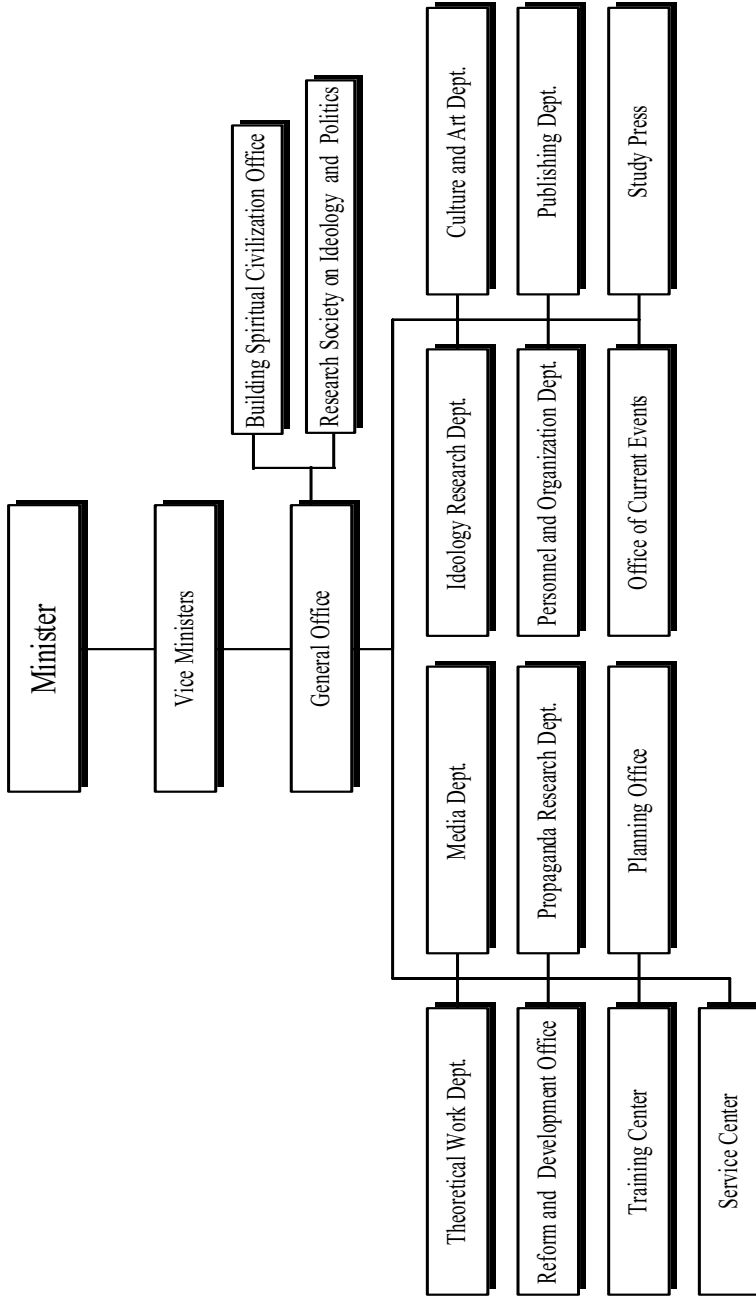 Minister
Vice Ministers
General Office
Building Spiritual Civilization Office
Research Society on Ideology and Politics
Theoretical Work Dept.
Media Dept.
Ideology Research Dept.
Culture and Art Dept.
Reform and Development Office
Propaganda Research Dept.
Personnel and Organization Dept.
Publishing Dept.
Training Center
Planning Office
Office of Current Events
Study Press
Service Center